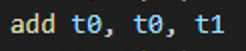 add t0, t0, t1